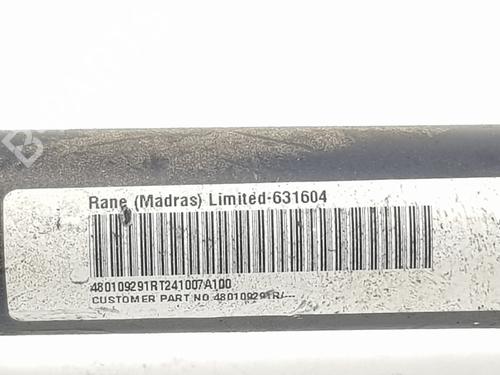 Rane (Madras) Limited-631604
480109291RT241007A100
CUSTOMER PART NO 480109291R/---